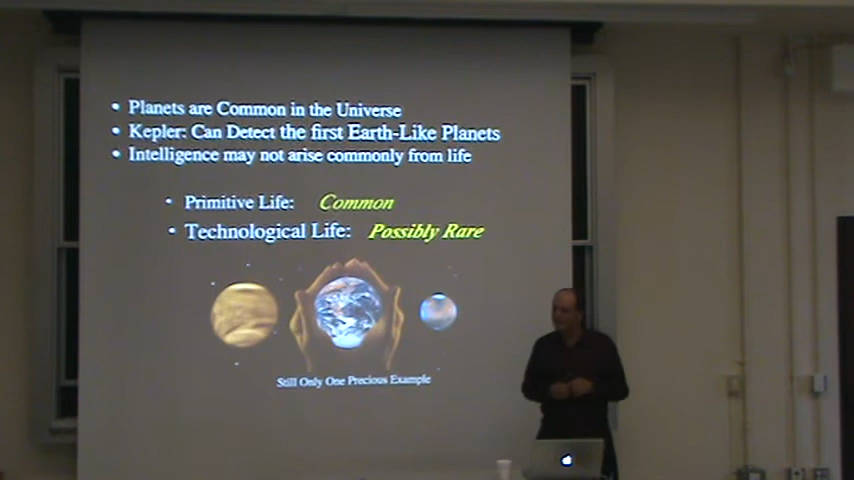 • Planets are Common in the Universe
• Kepler: Can Detect the first Earth-Like Planets
• Intelligence may not arise commonly from life
• Primitive Life: Common
• Technological Life: Possibly Rare
Still Only One Precious Example